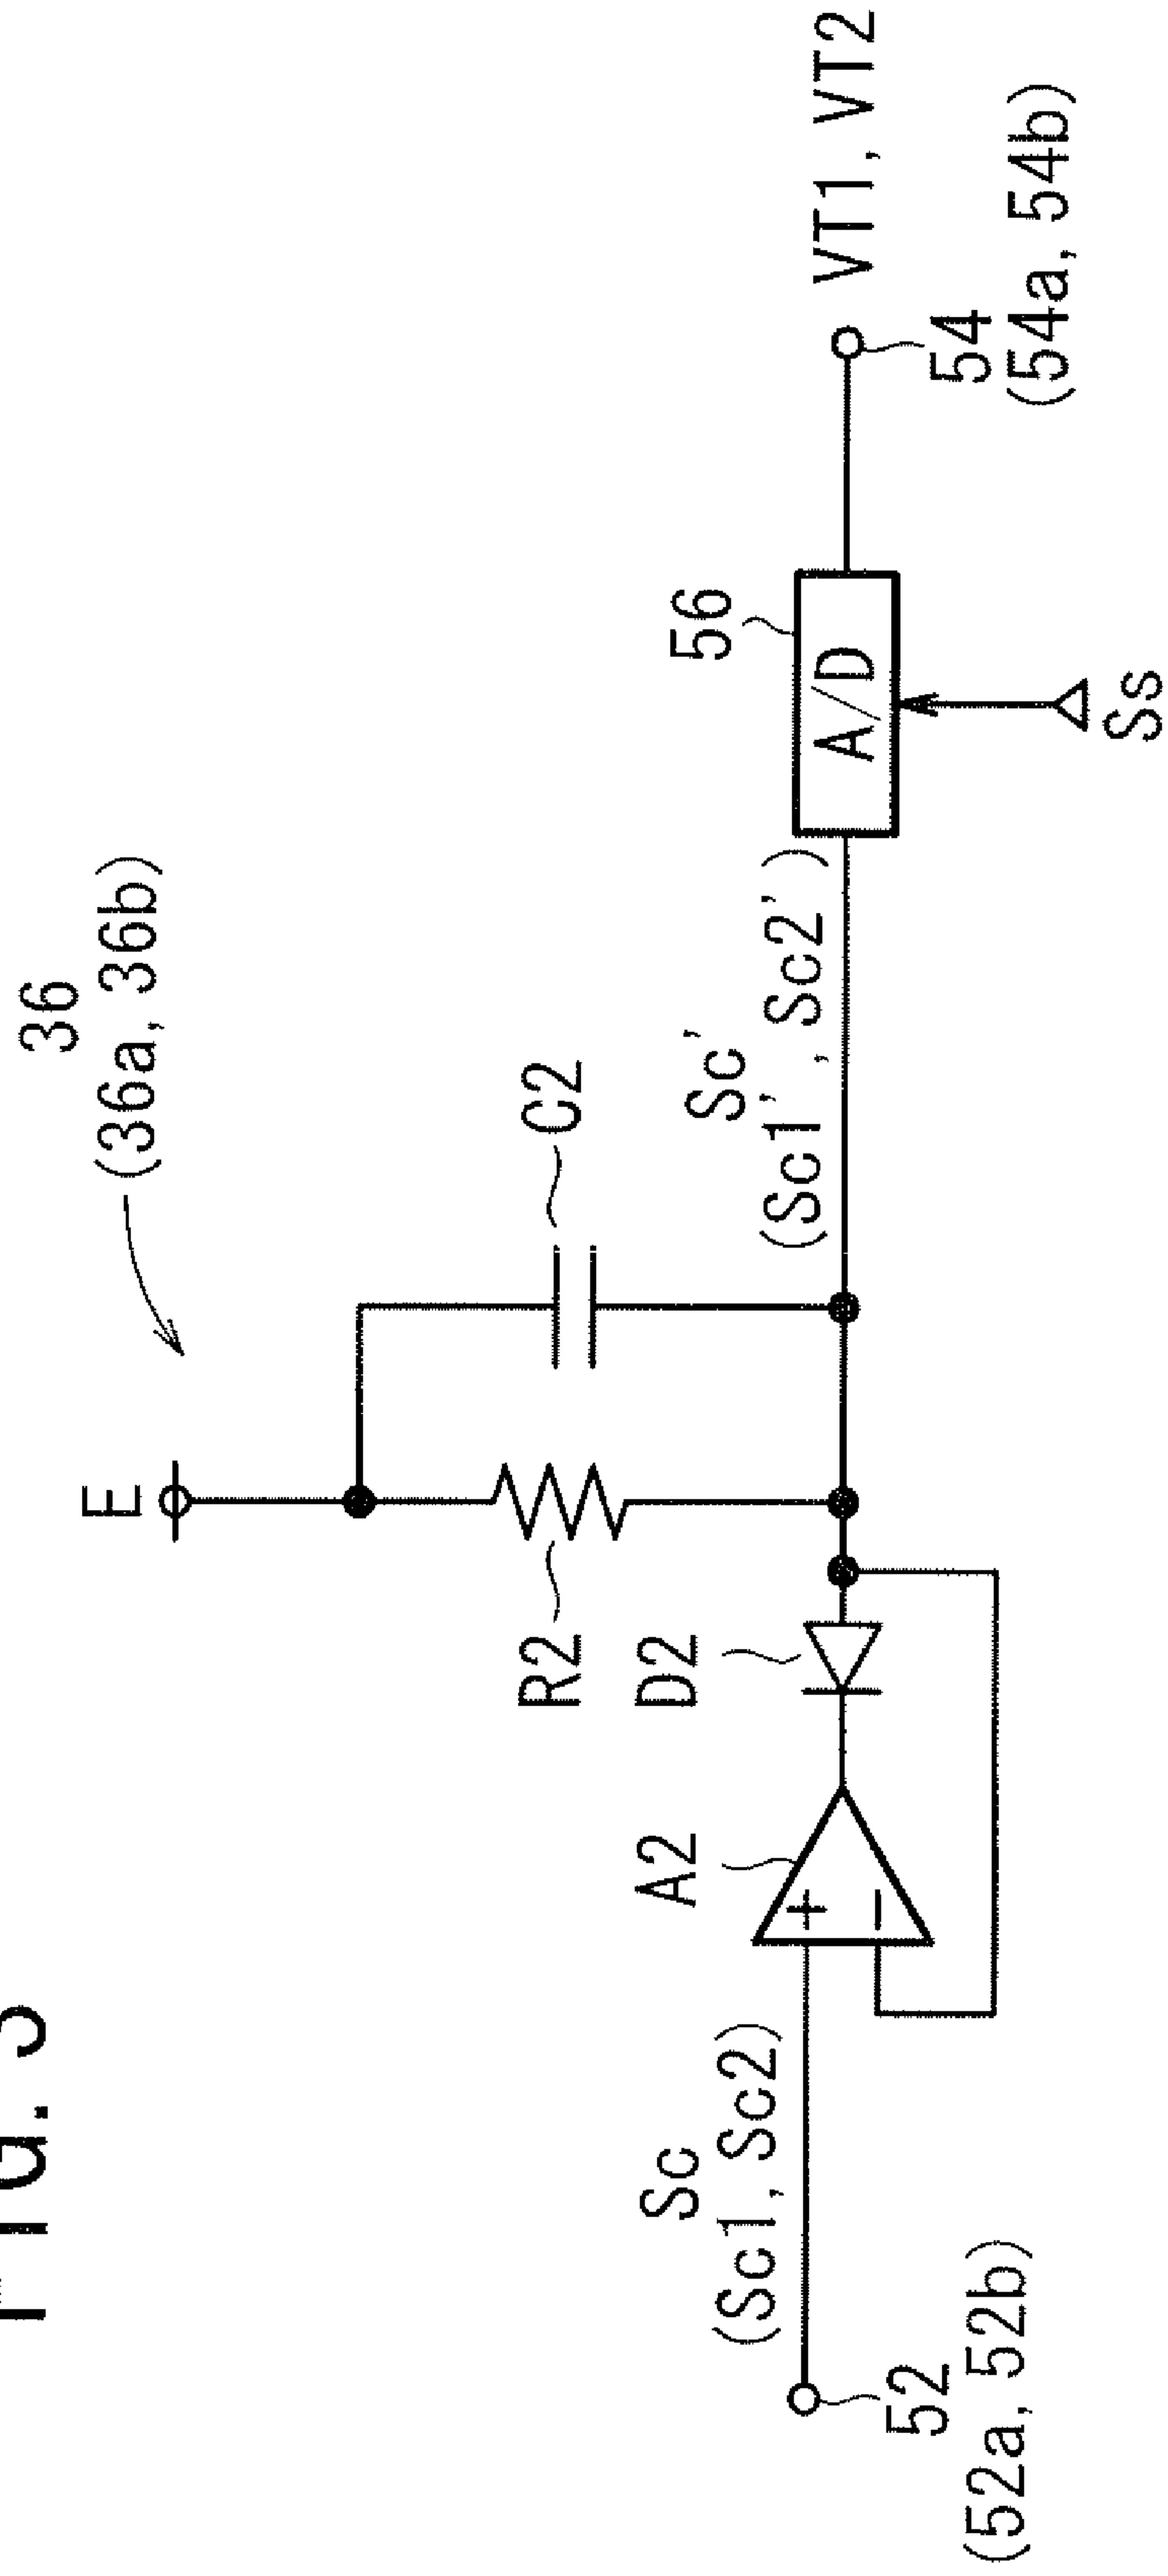 FIG.
36
(36a, 36b)
E
R2
C2
A2
D2
Sc
(Sc1, Sc2)
Sc'
(Sc1', Sc2')
56
A/D
VT1, VT2
52
(52a, 52b)
54
(54a, 54b)
+
−
Ss